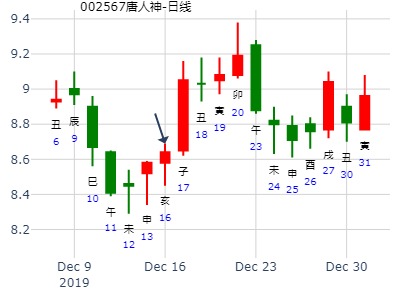 002567唐人神-日线
9.4
9.2
9
8.8
8.6
8.4
8.2
丑
6
辰
9
巳
10
午
11
未
12
申
13
亥
16
子
17
丑
18
寅
19
卯
20
午
23
未
24
申
25
酉
26
戌
27
丑
30
寅
31
Dec 9
2019
Dec 16
Dec 23
Dec 30